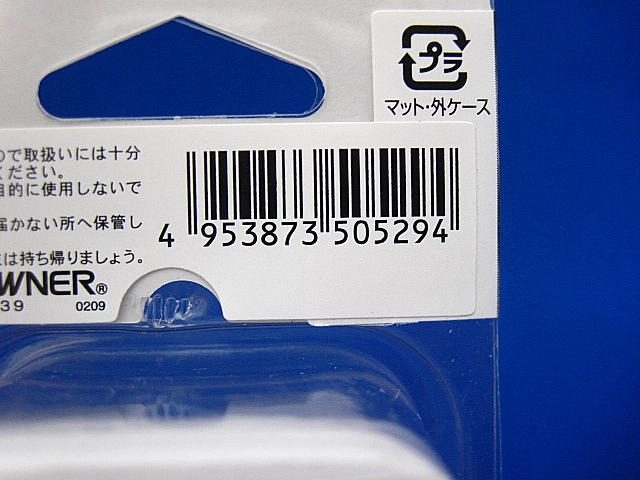 プラ
マット・外ケース
ので取扱いには十分
ください。
目的に使用しないで
届かない所へ保管し
は持ち帰りましょう。
WNER®
39 0209
4 953873 505294